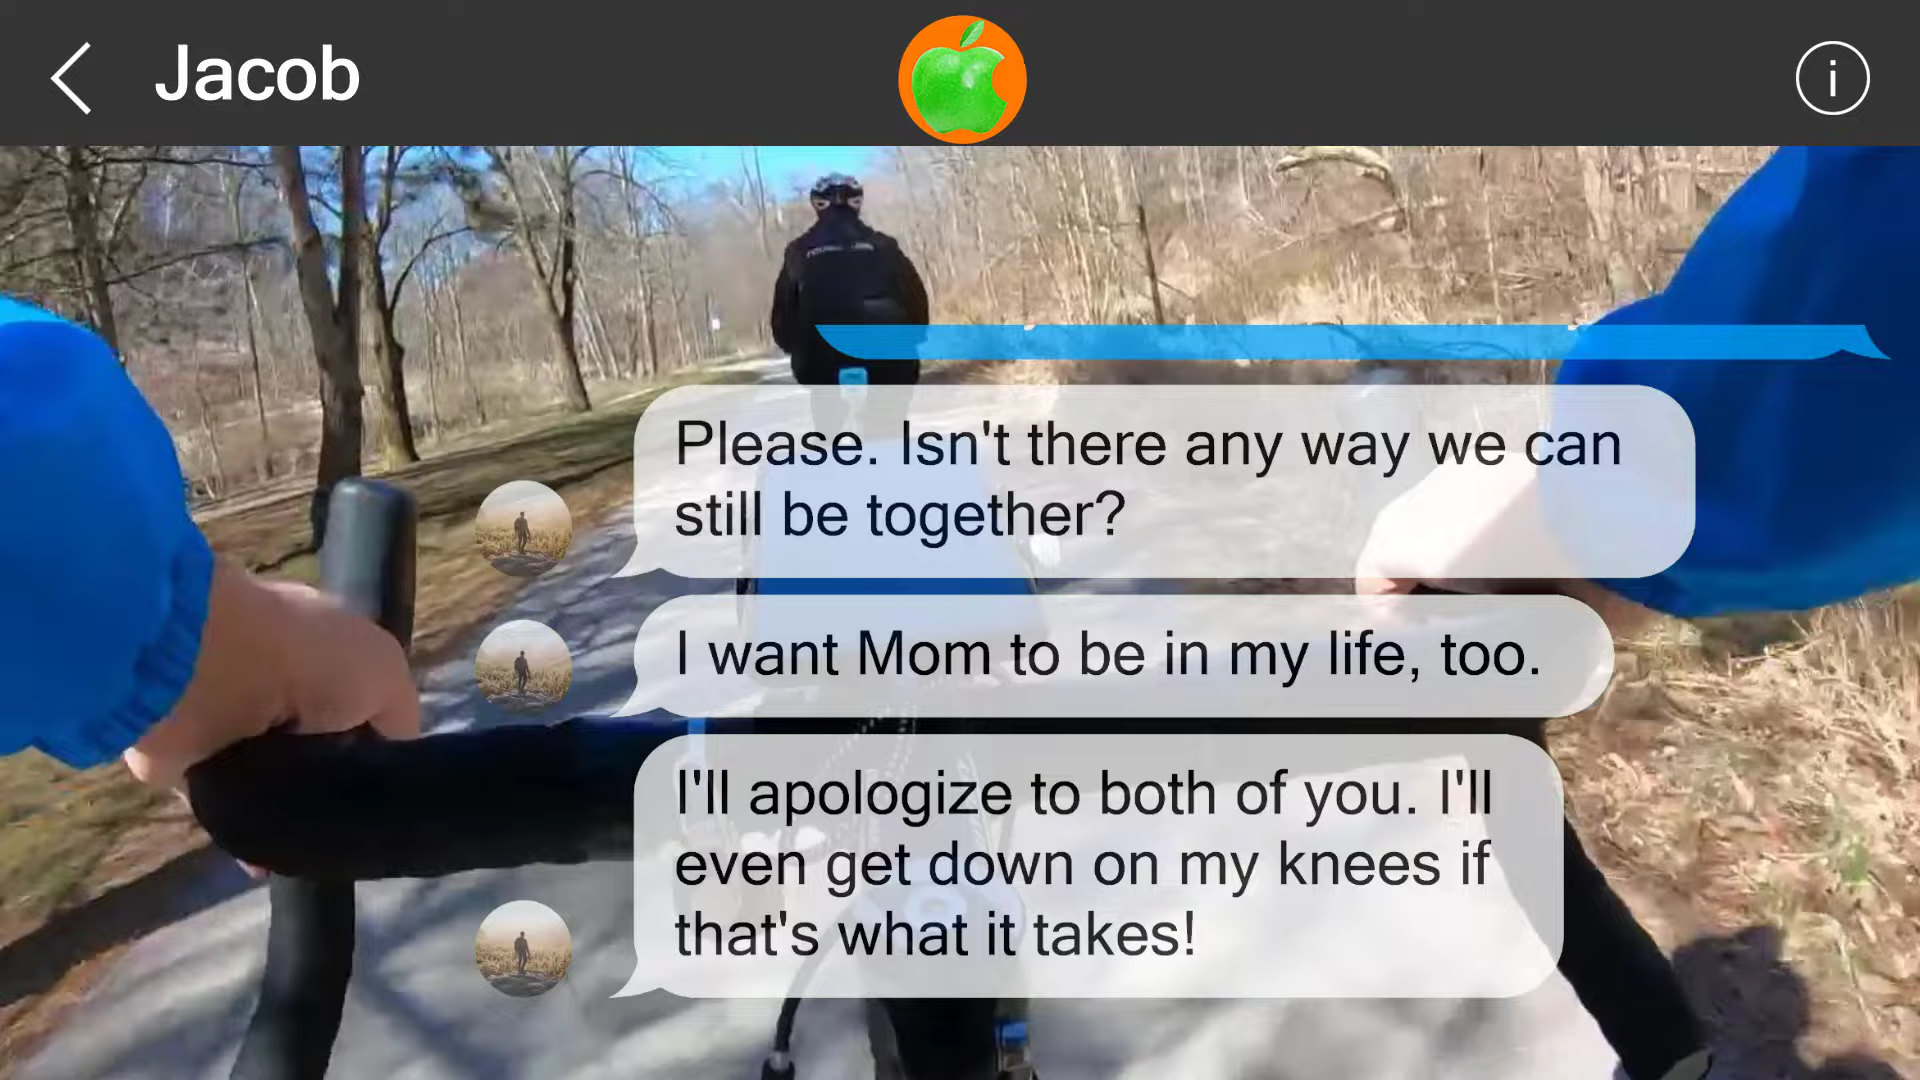 Jacob
i
Please. Isn't there any way we can
still be together?
I want Mom to be in my life, too.
I'll apologize to both of you. I'll
even get down on my knees if
that's what it takes!